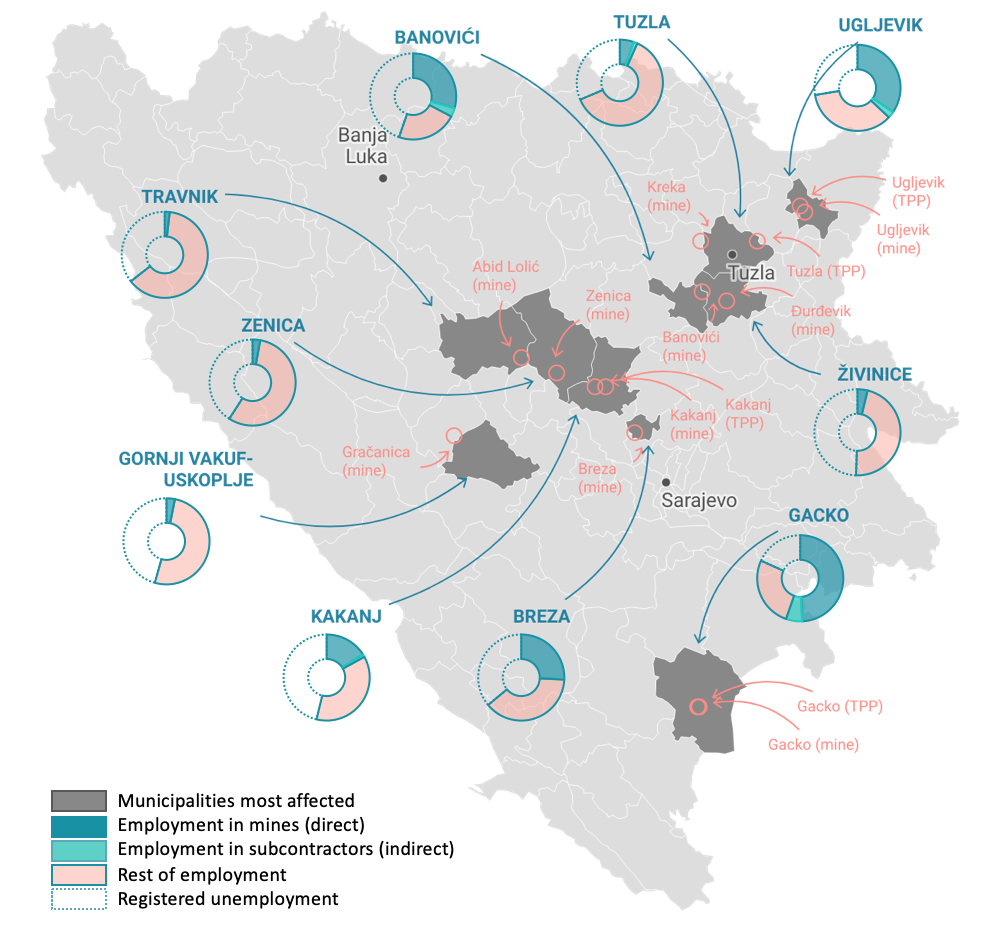 TUZLA
UGLJEVIK
BANOVIĆI
Banja
Luka
Kreka
(mine)
Ugljevik
(TPP)
TRAVNIK
Ugljevik
(mine)
Tuzla
Tuzla (TPP)
Abid Lolić
(mine)
Zenica
(mine)
Đurđevik
(mine)
ZENICA
Banovići
(mine)
ŽIVINICE
Kakanj
(TPP)
Kakanj
(mine)
Gračanica
(mine)
GORNJI VAKUF-
USKOPLJE
Breza
(mine)
Sarajevo
GACKO
KAKANJ
BREZA
Gacko (TPP)
Gacko (mine)
Municipalities most affected
Employment in mines (direct)
Employment in subcontractors (indirect)
Rest of employment
Registered unemployment